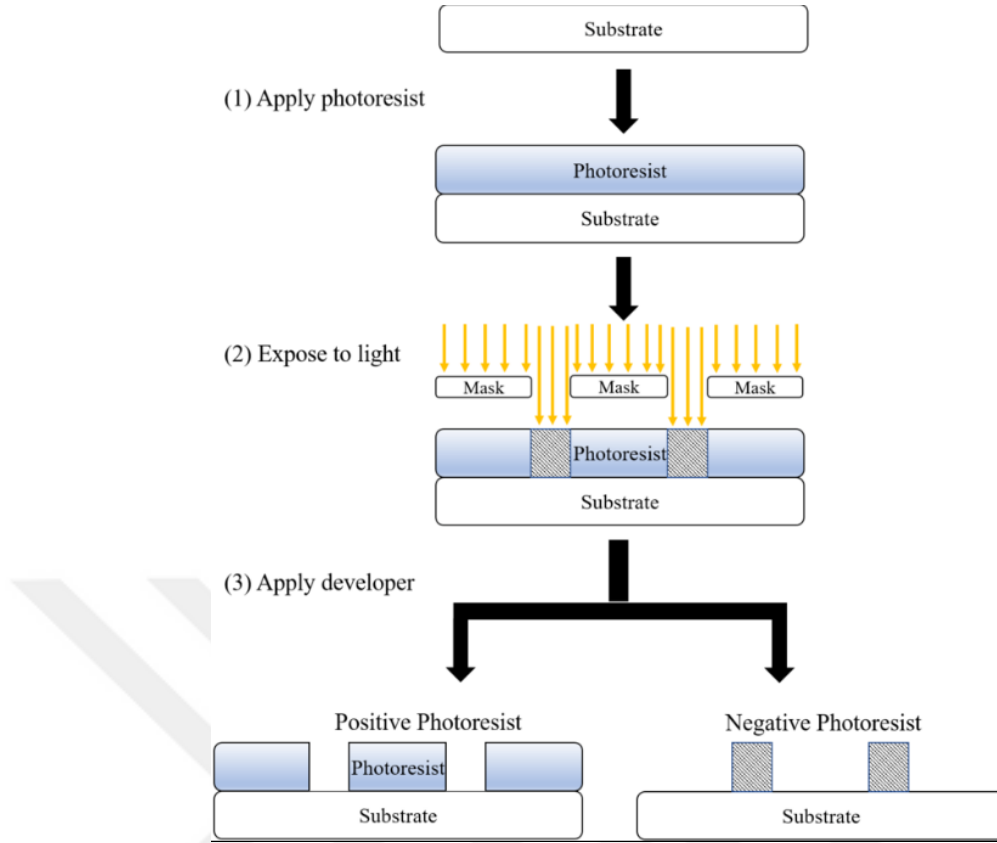 Substrate
(1) Apply photoresist
Photoresist
Substrate
(2) Expose to light
Mask Mask Mask
Photoresist
Substrate
(3) Apply developer
Positive Photoresist Negative Photoresist
Photoresist
Substrate Substrate